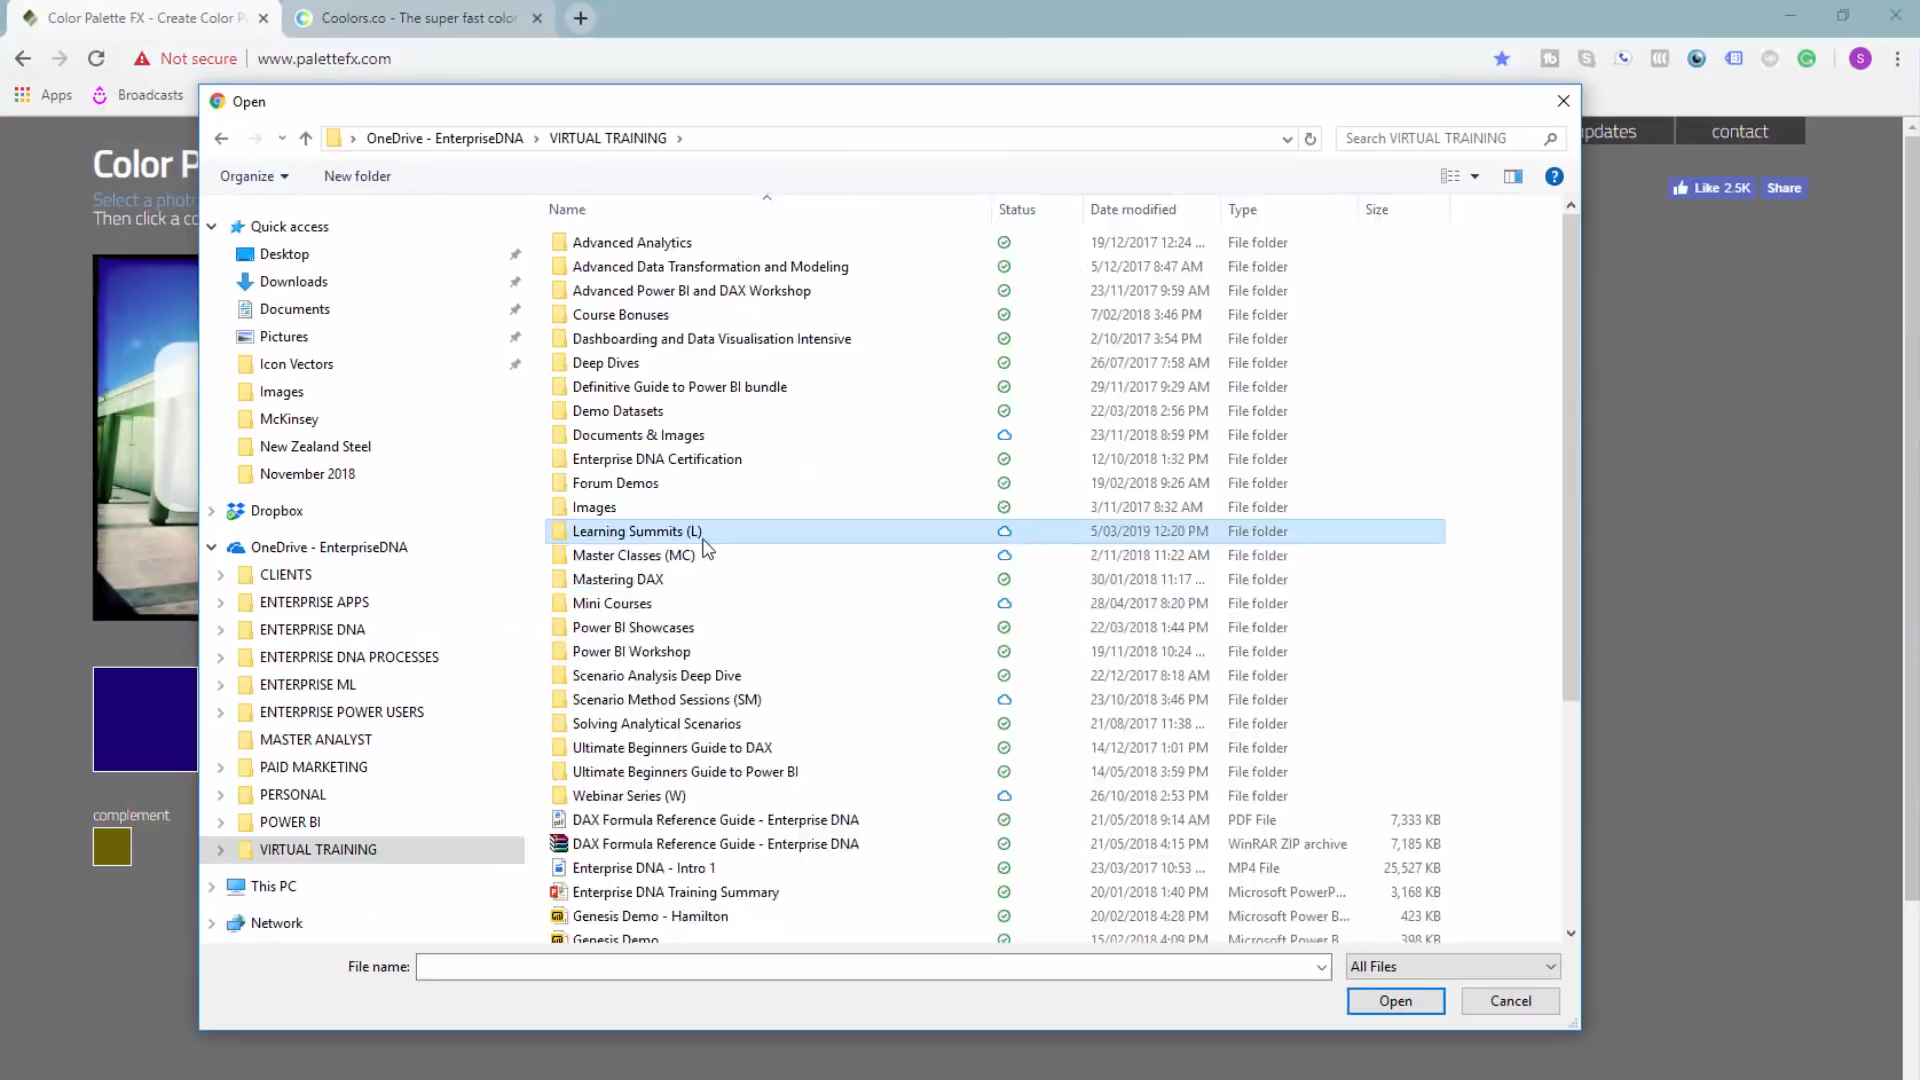 Color Palette FX - Create Color P
Coolors.co - The super fast color
Not secure
www.palettefx.com
Apps
Broadcasts
Open
OneDrive - EnterpriseDNA
VIRTUAL TRAINING
Search VIRTUAL TRAINING
pdates
contact
Color P
Organize
New folder
Like 2.5K
Share
Select a phot
Then click a co
Name
Status
Date modified
Type
Size
Quick access
Desktop
Downloads
Documents
Pictures
Icon Vectors
Images
McKinsey
New Zealand Steel
November 2018
Dropbox
OneDrive - EnterpriseDNA
CLIENTS
ENTERPRISE APPS
ENTERPRISE DNA
ENTERPRISE DNA PROCESSES
ENTERPRISE ML
ENTERPRISE POWER USERS
MASTER ANALYST
PAID MARKETING
PERSONAL
POWER BI
VIRTUAL TRAINING
This PC
Network
Advanced Analytics 19/12/2017 12:24 ... File folder
Advanced Data Transformation and Modeling 5/12/2017 8:47 AM File folder
Advanced Power BI and DAX Workshop 23/11/2017 9:59 AM File folder
Course Bonuses 7/02/2018 3:46 PM File folder
Dashboarding and Data Visualisation Intensive 2/10/2017 3:54 PM File folder
Deep Dives 26/07/2017 7:58 AM File folder
Definitive Guide to Power BI bundle 29/11/2017 9:29 AM File folder
Demo Datasets 22/03/2018 2:56 PM File folder
Documents & Images 23/11/2018 8:59 PM File folder
Enterprise DNA Certification 12/10/2018 1:32 PM File folder
Forum Demos 19/02/2018 9:26 AM File folder
Images 3/11/2017 8:32 AM File folder
Learning Summits (L) 5/03/2019 12:20 PM File folder
Master Classes (MC) 2/11/2018 11:22 AM File folder
Mastering DAX 30/01/2018 11:17 ... File folder
Mini Courses 28/04/2017 8:20 PM File folder
Power BI Showcases 22/03/2018 1:44 PM File folder
Power BI Workshop 19/11/2018 10:24 ... File folder
Scenario Analysis Deep Dive 22/12/2017 8:18 AM File folder
Scenario Method Sessions (SM) 23/10/2018 3:46 PM File folder
Solving Analytical Scenarios 21/08/2017 11:38 ... File folder
Ultimate Beginners Guide to DAX 14/12/2017 1:01 PM File folder
Ultimate Beginners Guide to Power BI 14/05/2018 3:59 PM File folder
Webinar Series (W) 26/10/2018 2:53 PM File folder
DAX Formula Reference Guide - Enterprise DNA 21/05/2018 9:14 AM PDF File 7,333 KB
DAX Formula Reference Guide - Enterprise DNA 21/05/2018 4:15 PM WinRAR ZIP archive 7,185 KB
Enterprise DNA - Intro 1 23/03/2017 10:53 ... MP4 File 25,527 KB
Enterprise DNA Training Summary 20/01/2018 1:40 PM Microsoft PowerP... 3,168 KB
Genesis Demo - Hamilton 20/02/2018 4:28 PM Microsoft Power B... 423 KB
Genesis Demo 15/02/2018 4:09 PM Microsoft Power B 398 KB
complement
File name:
All Files
Open
Cancel